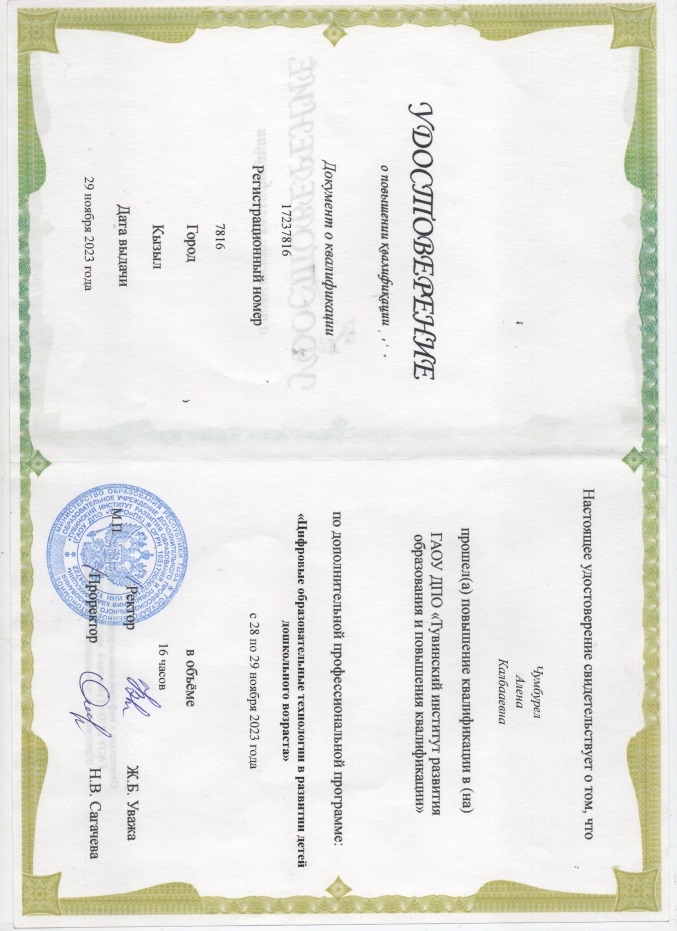 УДОСТОВЕРЕНИЕ
о повышении квалификации
Документ о квалификации
17237816
Регистрационный номер
7816
Город
Кызыл
Дата выдачи
29 ноября 2023 года
Настоящее удостоверение свидетельствует о том, что
Чумбурел
Алена
Калбаевна
прошел(а) повышение квалификации в (на)
ГАОУ ДПО «Тувинский институт развития
образования и повышения квалификации»
по дополнительной профессиональной программе:
«Цифровые образовательные технологии в развитии детей
дошкольного возраста»
с 28 по 29 ноября 2023 года
в объёме
16 часов
М.П.
Ректор
Ж.Б. Уважа
Проректор
Н.В. Сагачева